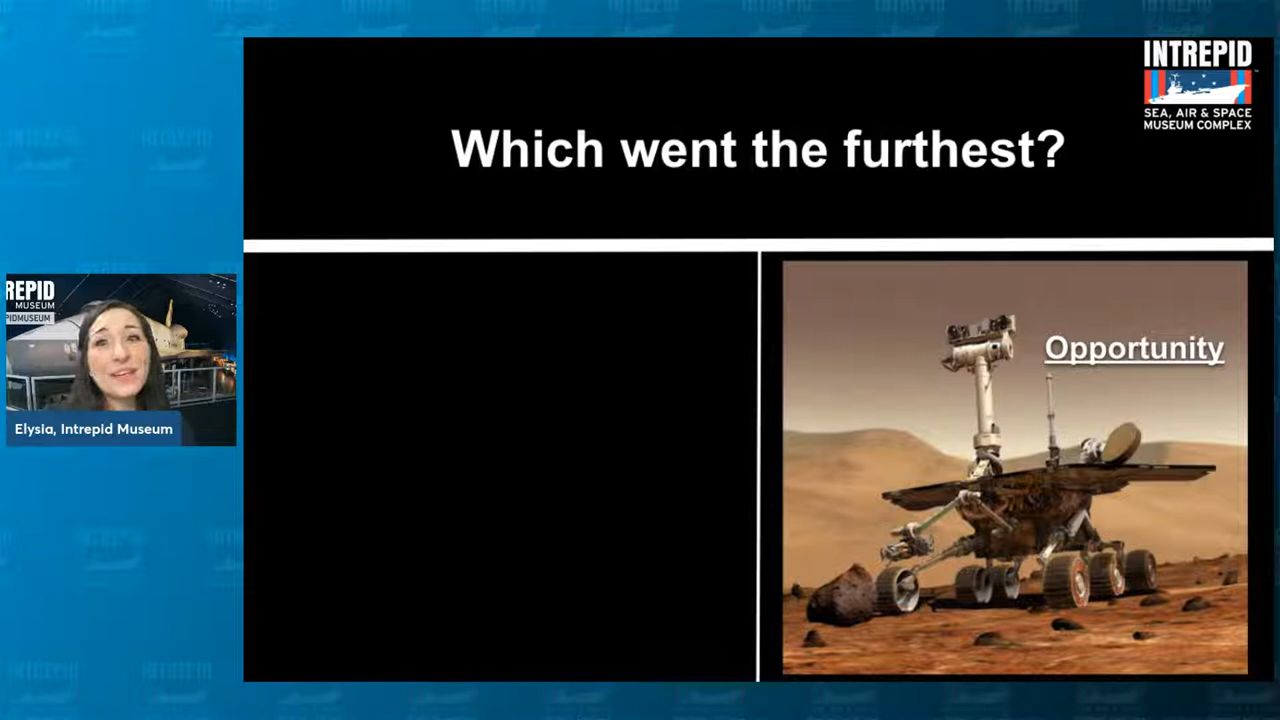 INTREPID
SEA, AIR & SPACE
MUSEUM COMPLEX
Which went the furthest?
Opportunity
REPID
MUSEUM
PIDMUSEUM
Elysia, Intrepid Museum